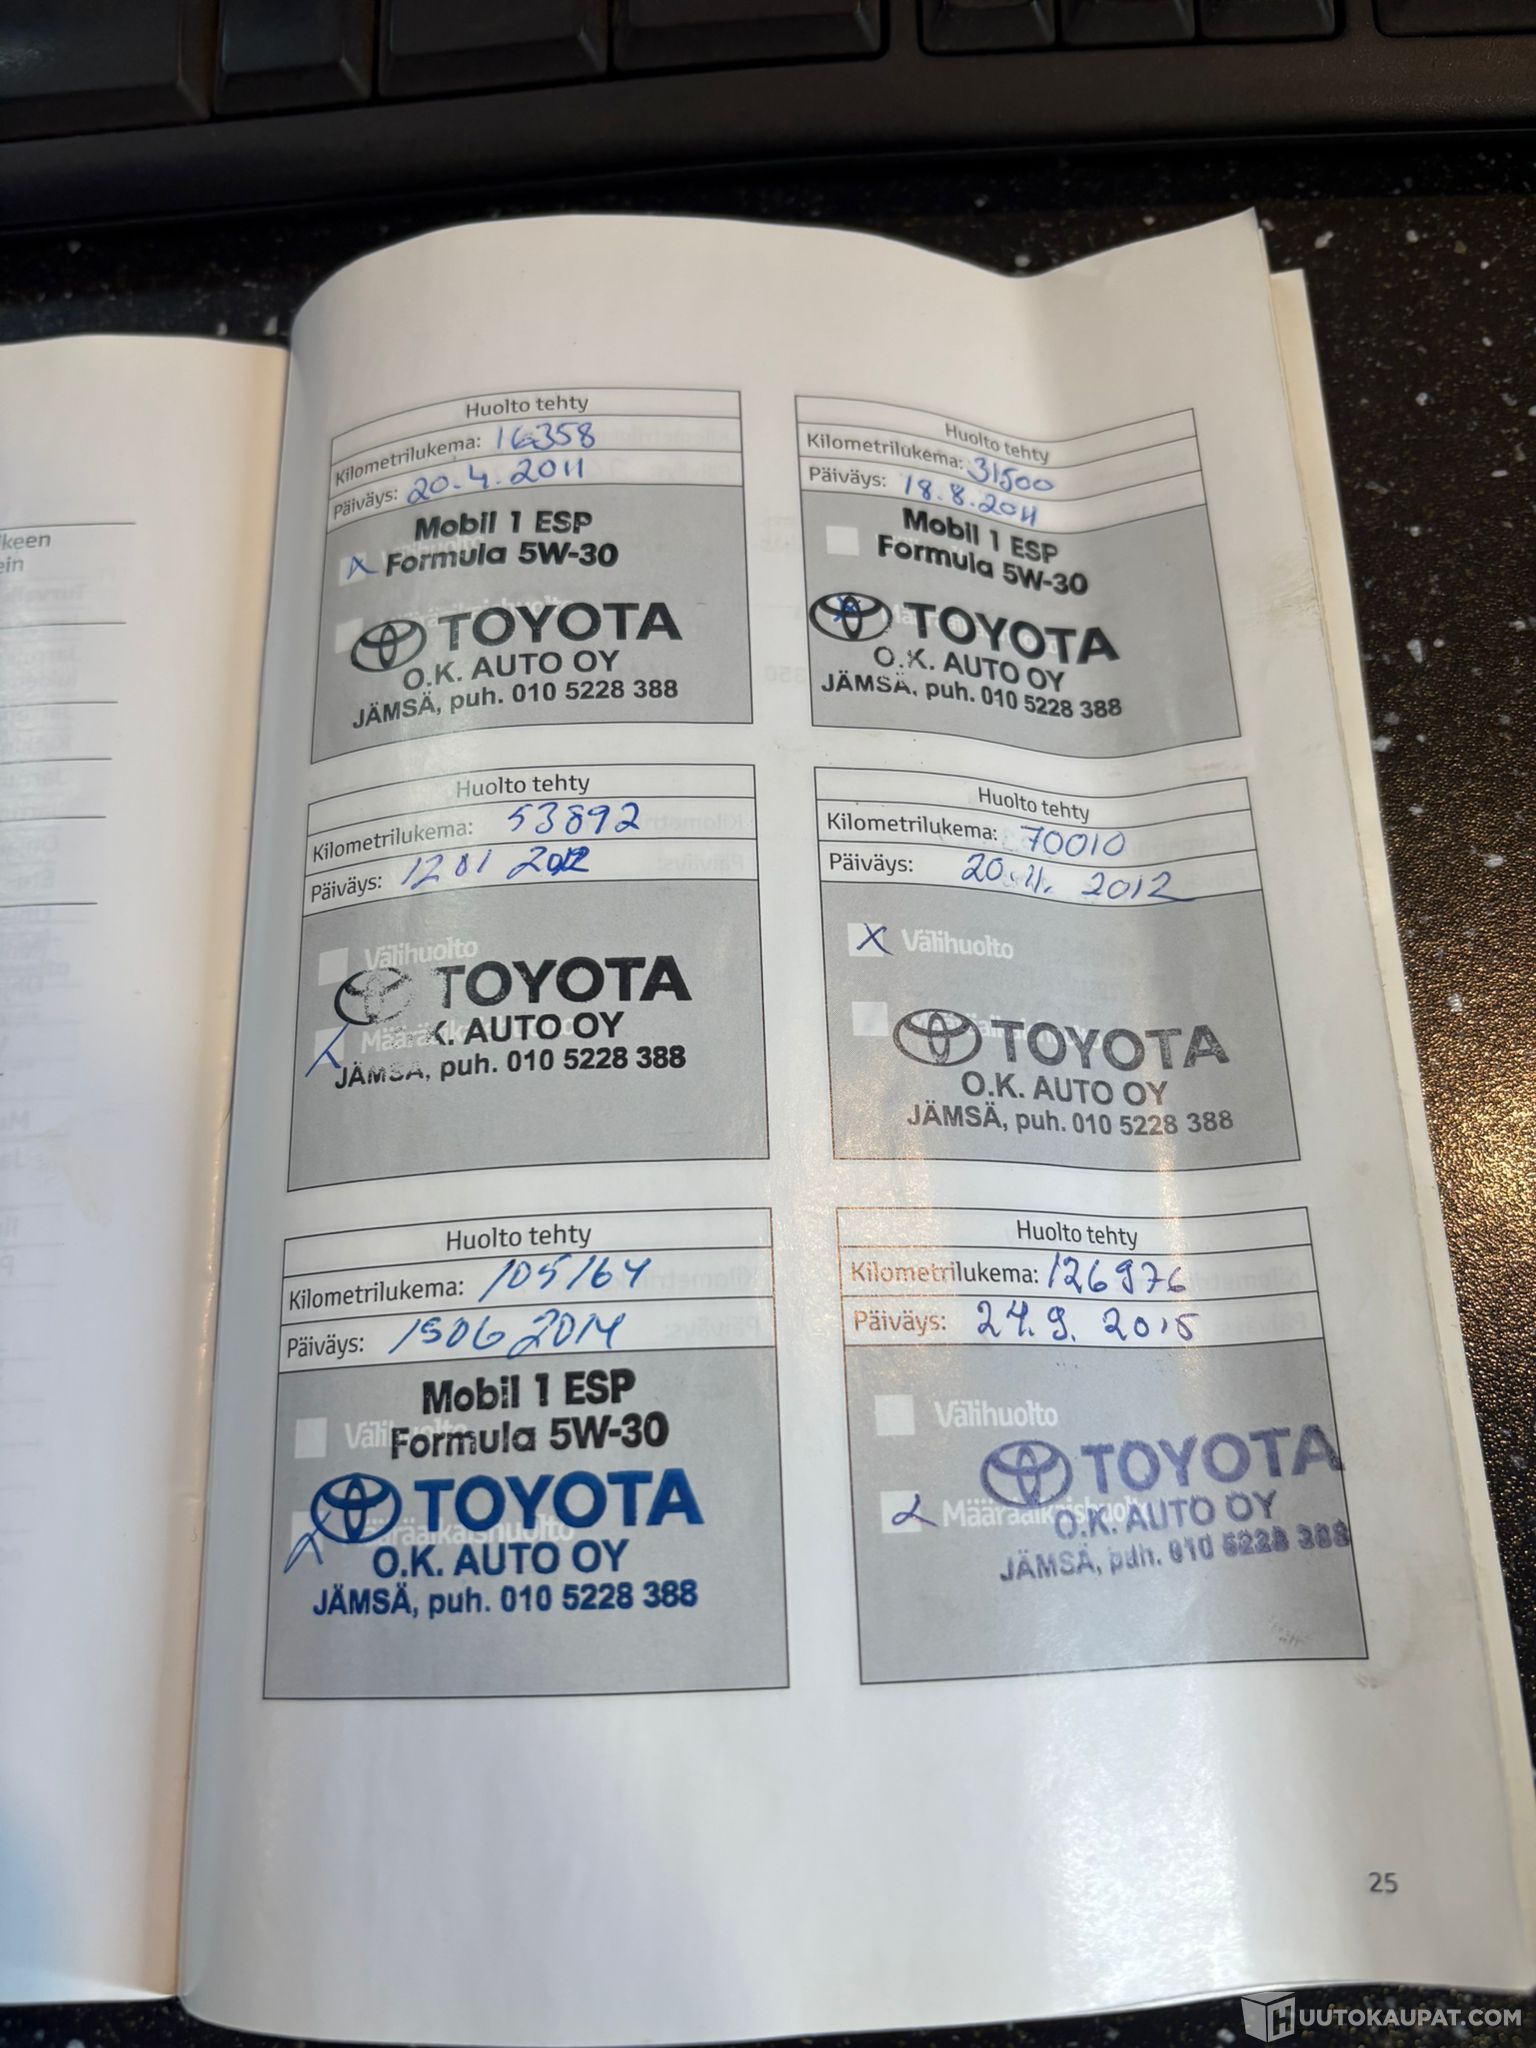 keen
ein
Huolto tehty
Kilometrilukema: 16358
Päiväys: 20.4.2011
Mobil 1 ESP
Formula 5W-30
TOYOTA
O.K. AUTO OY
JÄMSÄ, puh. 010 5228 388
Huolto tehty
Kilometrilukema: 31500
Päiväys: 18.8.2011
Mobil 1 ESP
Formula 5W-30
TOYOTA
O.K. AUTO OY
JÄMSÄ, puh. 010 5228 388
Huolto tehty
Kilometrilukema: 53892
Päiväys: 12 01 2012
Välihuolto
TOYOTA
K. AUTO OY
JÄMSÄ, puh. 010 5228 388
Huolto tehty
Kilometrilukema: 70010
Päiväys: 20.11. 2012
X Välihuolto
TOYOTA
O.K. AUTO OY
JÄMSÄ, puh. 010 5228 388
Huolto tehty
Kilometrilukema: 105164
Päiväys: 1906 2014
Mobil 1 ESP
Formula 5W-30
TOYOTA
O.K. AUTO OY
JÄMSÄ, puh. 010 5228 388
Huolto tehty
Kilometrilukema: 126976
Päiväys: 24.9. 2015
Välihuolto
TOYOTA
Määräaikaishuolto
O.K. AUTO OY
JÄMSÄ, puh. 010 5228 388
25
HUUTOKAUPAT.COM